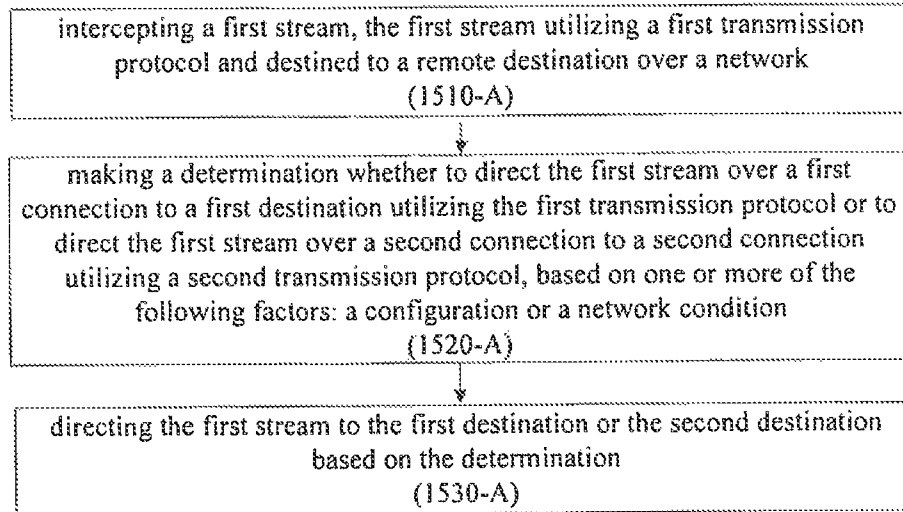 intercepting a first stream, the first stream utilizing a first transmission
protocol and destined to a remote destination over a network
(1510-A)
making a determination whether to direct the first stream over a first
connection to a first destination utilizing the first transmission protocol or to
direct the first stream over a second connection to a second connection
utilizing a second transmission protocol, based on one or more of the
following factors: a configuration or a network condition
(1520-A)
directing the first stream to the first destination or the second destination
based on the determination
(1530-A)